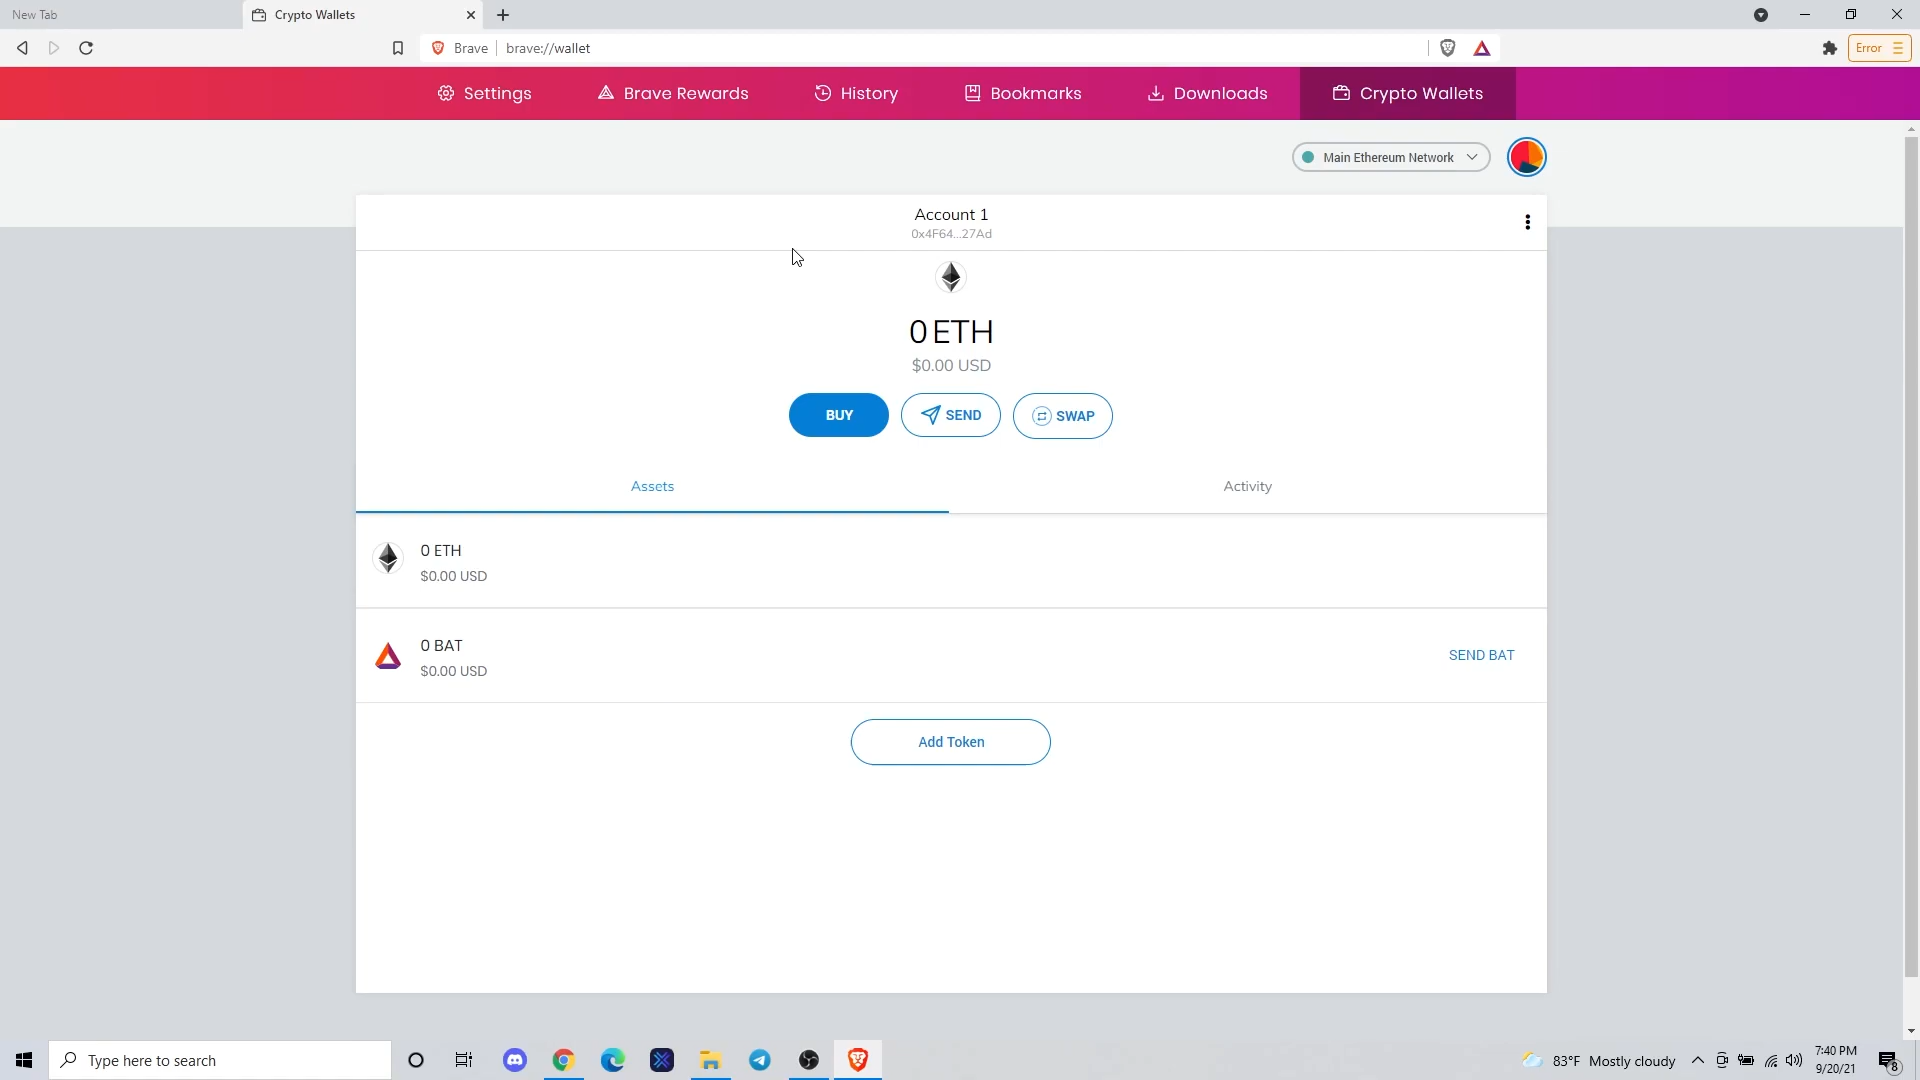 New Tab
Crypto Wallets
Brave
brave://wallet
Error
Settings
Brave Rewards
History
Bookmarks
Downloads
Crypto Wallets
Main Ethereum Network
Account 1
0x4F64...27Ad
0 ETH
$0.00 USD
BUY
SEND
SWAP
Assets
Activity
0 ETH
$0.00 USD
0 BAT
$0.00 USD
SEND BAT
Add Token
Type here to search
83°F Mostly cloudy
7:40 PM
9/20/21
8